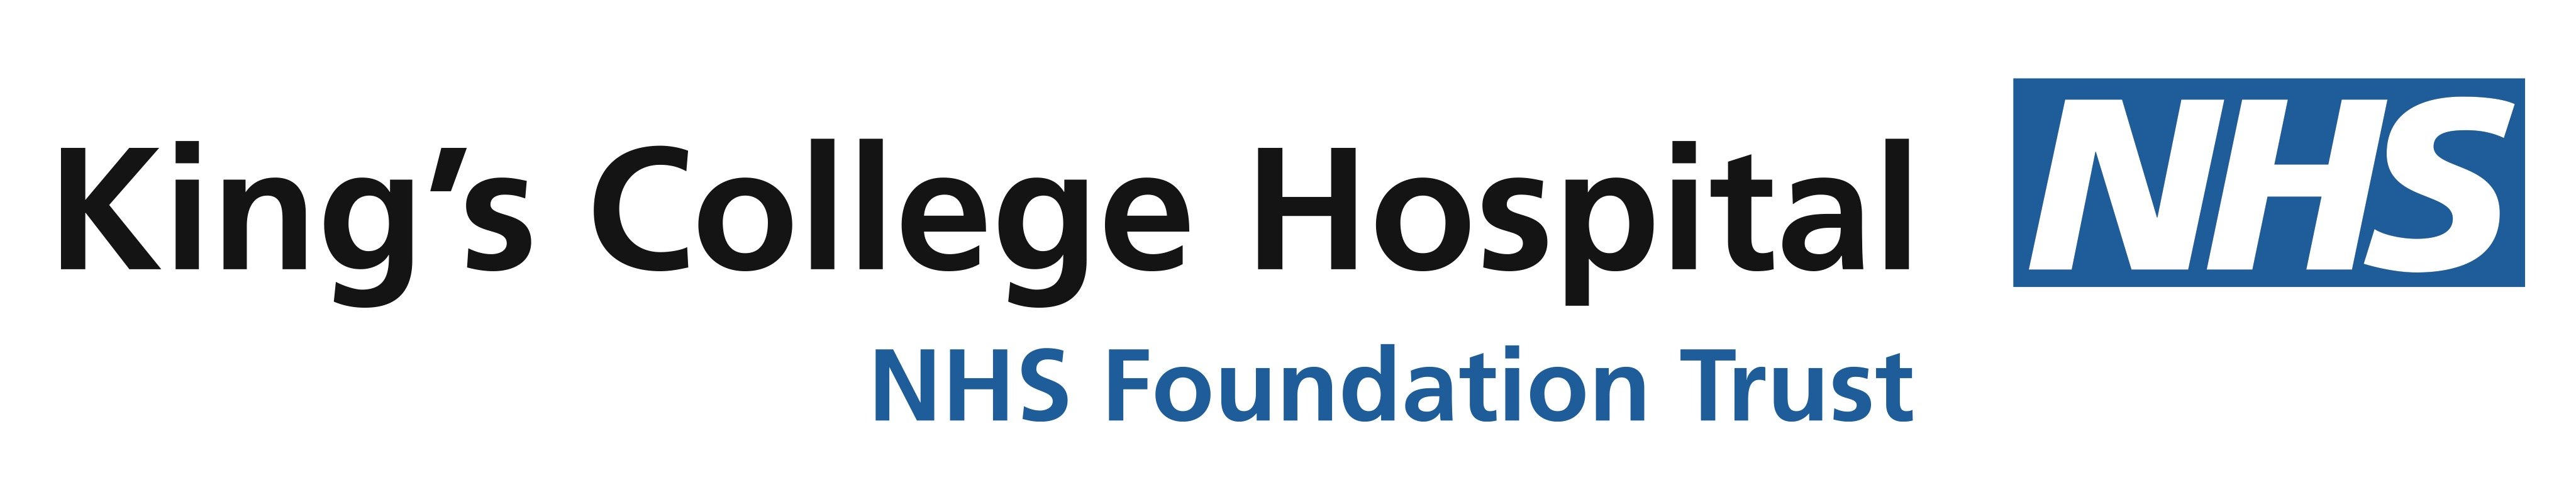 King’s College Hospital NHS
NHS Foundation Trust